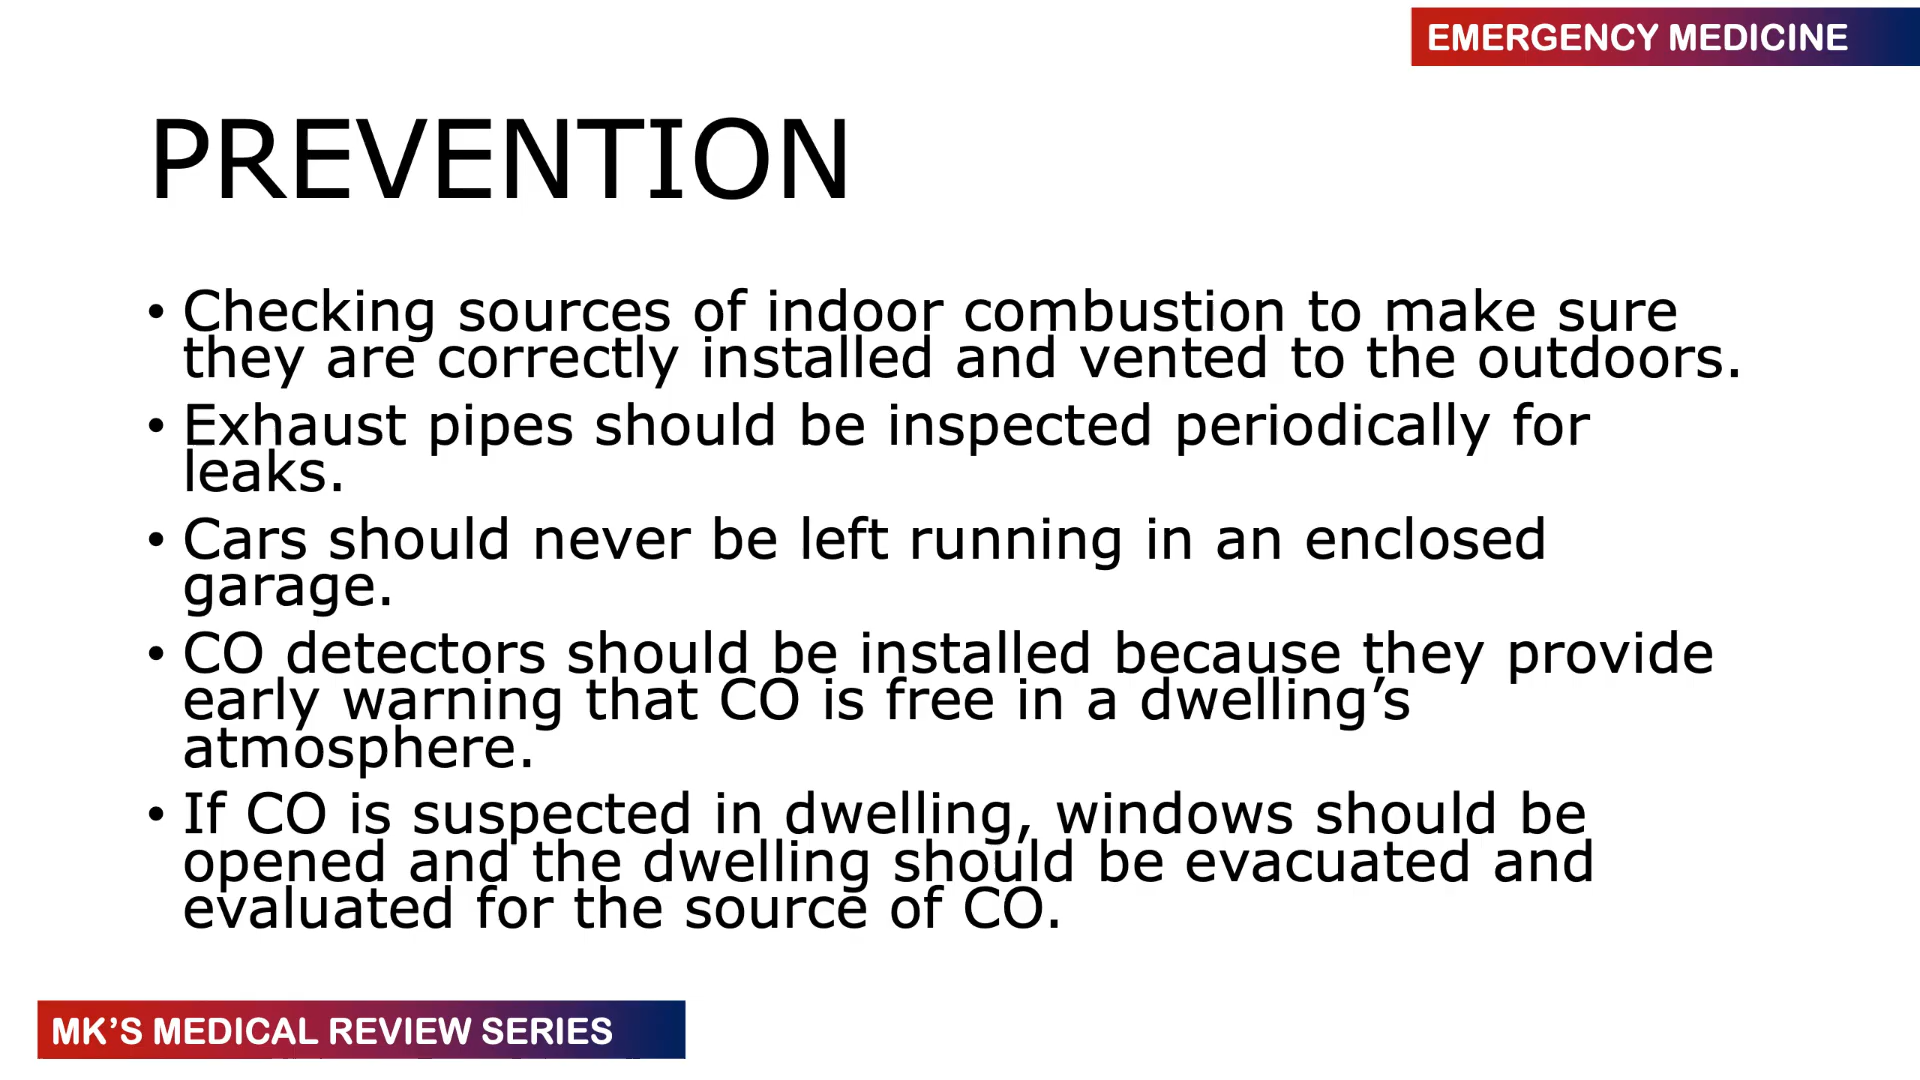 EMERGENCY MEDICINE
PREVENTION
• Checking sources of indoor combustion to make sure
they are correctly installed and vented to the outdoors.
• Exhaust pipes should be inspected periodically for
leaks.
• Cars should never be left running in an enclosed
garage.
• CO detectors should be installed because they provide
early warning that CO is free in a dwelling’s
atmosphere.
• If CO is suspected in dwelling, windows should be
opened and the dwelling should be evacuated and
evaluated for the source of CO.
MK’S MEDICAL REVIEW SERIES